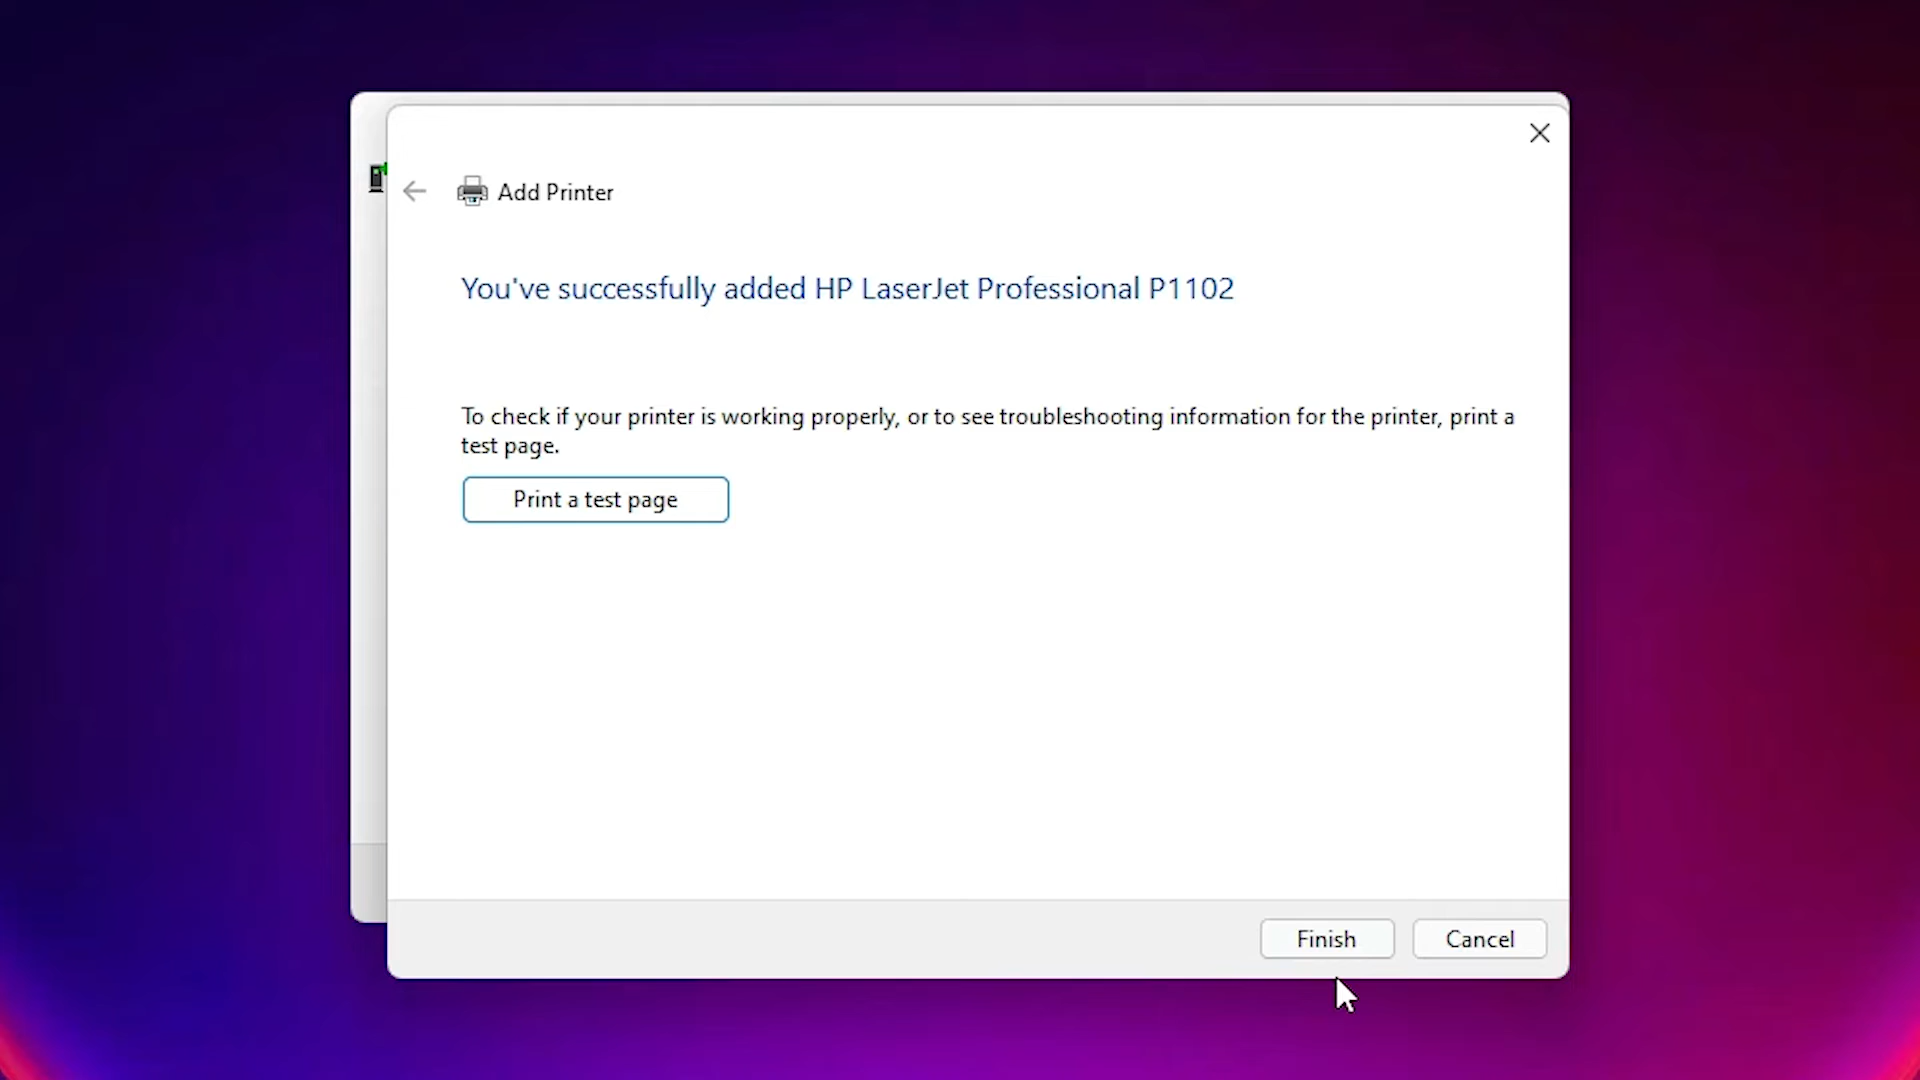 Add Printer
You've successfully added HP LaserJet Professional P1102
To check if your printer is working properly, or to see troubleshooting information for the printer, print a
test page.
Print a test page
Finish
Cancel